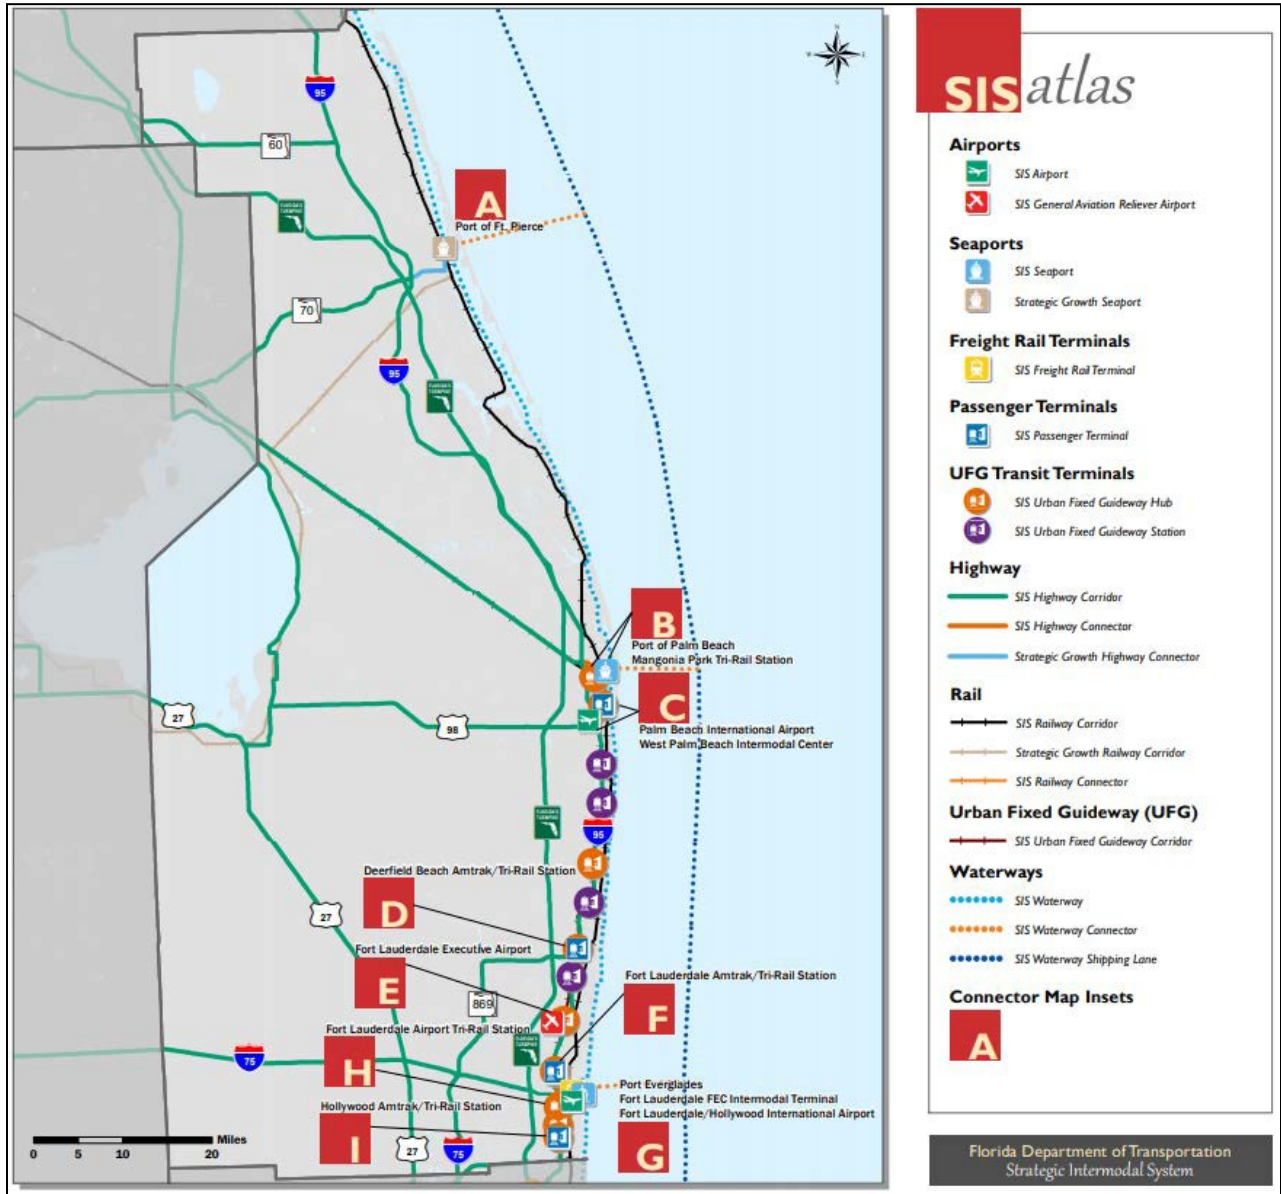 N
W
E
S
95
60
FLORIDA'S
TURNPIKE
A
Port of Ft. Pierce
70
95
FLORIDA'S
TURNPIKE
B
Port of Palm Beach
Mangonia Park Tri-Rail Station
C
27
98
Palm Beach International Airport
West Palm Beach Intermodal Center
FLORIDA'S
TURNPIKE
95
Deerfield Beach Amtrak/Tri-Rail Station
D
27
Fort Lauderdale Executive Airport
E
869
Fort Lauderdale Amtrak/Tri-Rail Station
F
Fort Lauderdale Airport Tri-Rail Station
FLORIDA'S
TURNPIKE
75
H
Port Everglades
Fort Lauderdale FEC Intermodal Terminal
Fort Lauderdale/Hollywood International Airport
Hollywood Amtrak/Tri-Rail Station
I
G
27
75
Miles
0 5 10 20
SIS atlas
Airports
SIS Airport
SIS General Aviation Reliever Airport
Seaports
SIS Seaport
Strategic Growth Seaport
Freight Rail Terminals
SIS Freight Rail Terminal
Passenger Terminals
SIS Passenger Terminal
UFG Transit Terminals
SIS Urban Fixed Guideway Hub
SIS Urban Fixed Guideway Station
Highway
SIS Highway Corridor
SIS Highway Connector
Strategic Growth Highway Connector
Rail
SIS Railway Corridor
Strategic Growth Railway Corridor
SIS Railway Connector
Urban Fixed Guideway (UFG)
SIS Urban Fixed Guideway Corridor
Waterways
SIS Waterway
SIS Waterway Connector
SIS Waterway Shipping Lane
Connector Map Insets
A
Florida Department of Transportation
Strategic Intermodal System